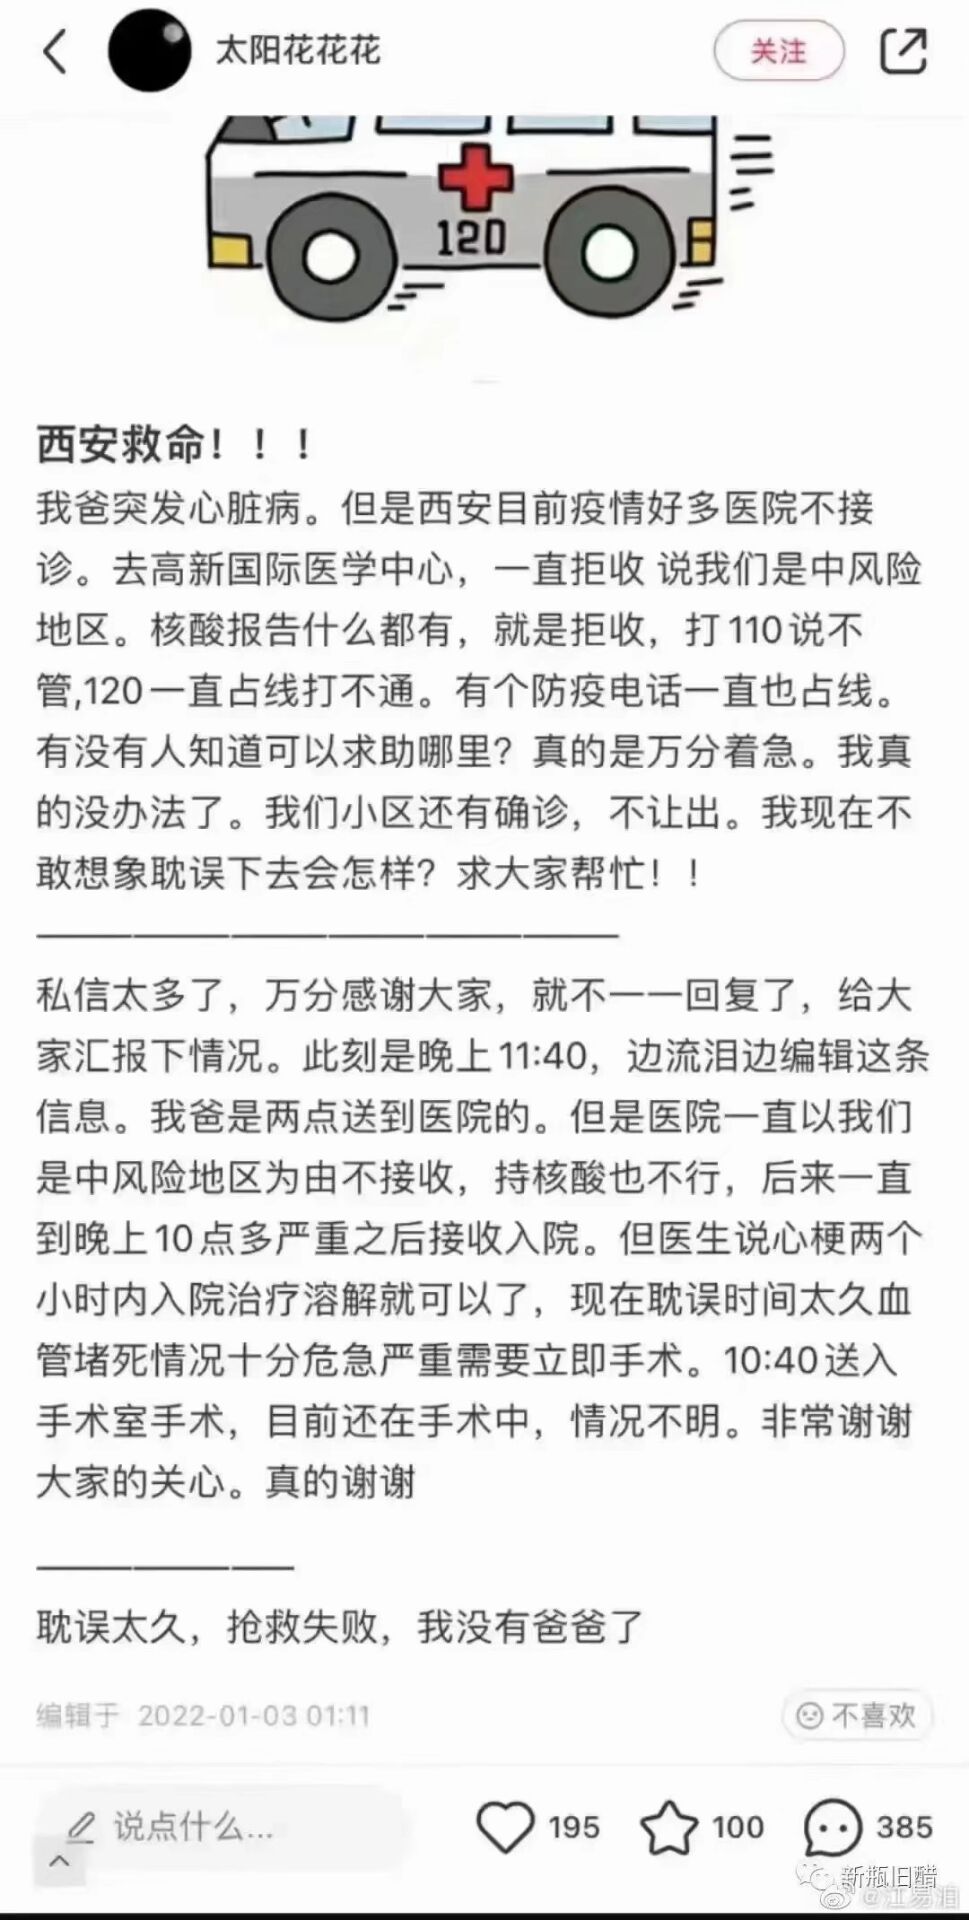 太阳花花花
关注
120
西安救命！！！
我爸突发心脏病。但是西安目前疫情好多医院不接
诊。去高新国际医学中心，一直拒收 说我们是中风险
地区。核酸报告什么都有，就是拒收，打110说不
管,120一直占线打不通。有个防疫电话一直也占线。
有没有人知道可以求助哪里？真的是万分着急。我真
的没办法了。我们小区还有确诊，不让出。我现在不
敢想象耽误下去会怎样？求大家帮忙！！
——————————————————
私信太多了，万分感谢大家，就不一一回复了，给大
家汇报下情况。此刻是晚上11:40，边流泪边编辑这条
信息。我爸是两点送到医院的。但是医院一直以我们
是中风险地区为由不接收，持核酸也不行，后来一直
到晚上10点多严重之后接收入院。但医生说心梗两个
小时内入院治疗溶解就可以了，现在耽误时间太久血
管堵死情况十分危急严重需要立即手术。10:40送入
手术室手术，目前还在手术中，情况不明。非常谢谢
大家的关心。真的谢谢
————————
耽误太久，抢救失败，我没有爸爸了
编辑于 2022-01-03 01:11
不喜欢
说点什么...
195
100
385
新瓶旧醋
@江易洎